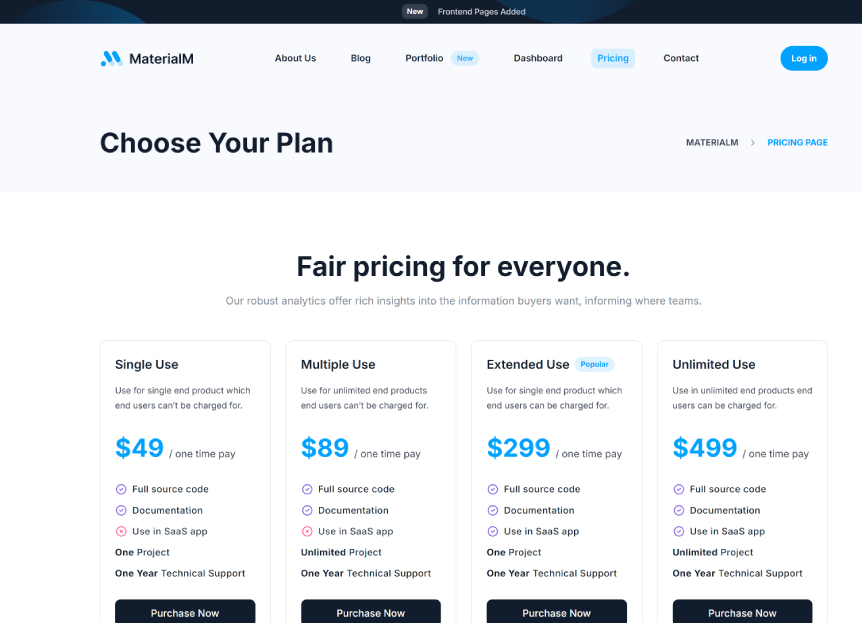 New Frontend Pages Added
MaterialM About Us Blog Portfolio New Dashboard Pricing Contact Log in
Choose Your Plan
MATERIALM > PRICING PAGE
Fair pricing for everyone.
Our robust analytics offer rich insights into the information buyers want, informing where teams.
Single Use
Use for single end product which
end users can't be charged for.
$49 / one time pay
Full source code
Documentation
Use in SaaS app
One Project
One Year Technical Support
Purchase Now
Multiple Use
Use for unlimited end products
end users can't be charged for.
$89 / one time pay
Full source code
Documentation
Use in SaaS app
Unlimited Project
One Year Technical Support
Purchase Now
Extended Use Popular
Use for single end product which
end users can be charged for.
$299 / one time pay
Full source code
Documentation
Use in SaaS app
One Project
One Year Technical Support
Purchase Now
Unlimited Use
Use in unlimited end products end
users can be charged for.
$499 / one time pay
Full source code
Documentation
Use in SaaS app
Unlimited Project
One Year Technical Support
Purchase Now